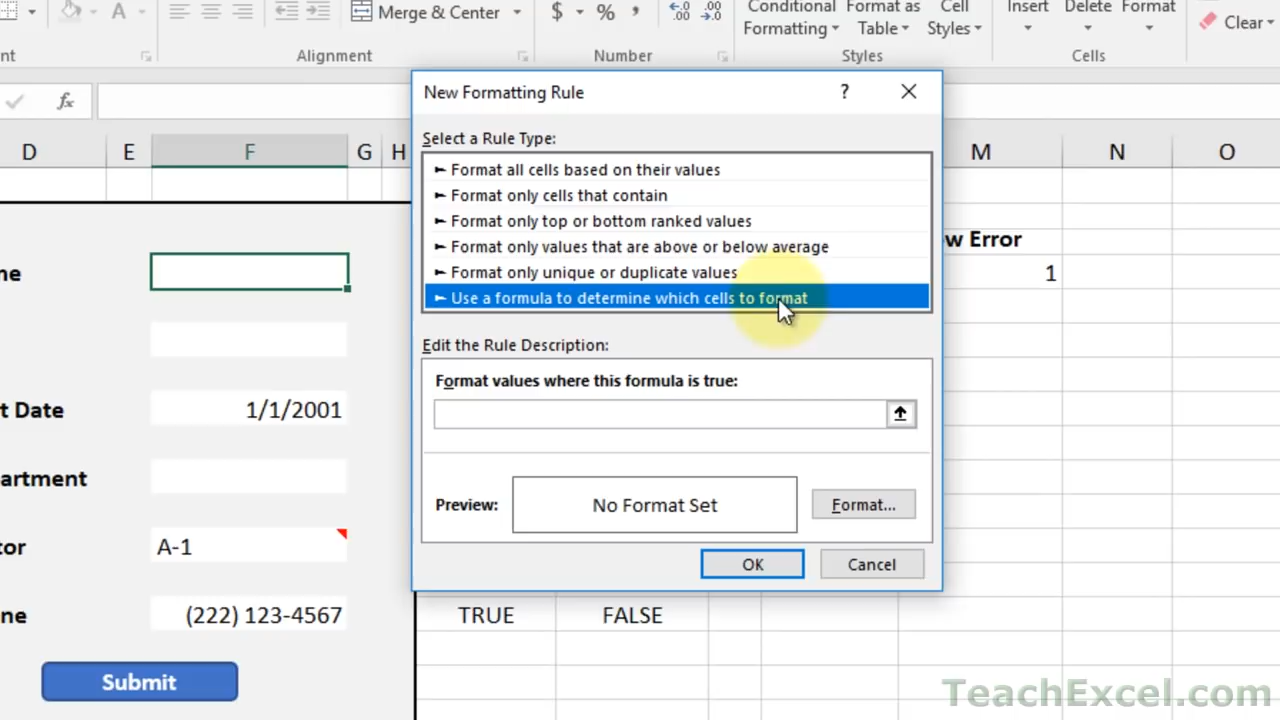 A
Merge & Center
$ % ,
.00
.0
Conditional
Formatting
Format as
Table
Cell
Styles
Insert
Delete
Format
Clear
nt
Alignment
Number
Styles
Cells
fx
D E F G H M N O
New Formatting Rule ?
Select a Rule Type:
Format all cells based on their values
Format only cells that contain
Format only top or bottom ranked values
Format only values that are above or below average
Format only unique or duplicate values
Use a formula to determine which cells to format
Edit the Rule Description:
Format values where this formula is true:
Preview: No Format Set Format...
OK Cancel
w Error
1
ne
t Date 1/1/2001
artment
tor A-1
ne (222) 123-4567
TRUE FALSE
Submit
TeachExcel.com